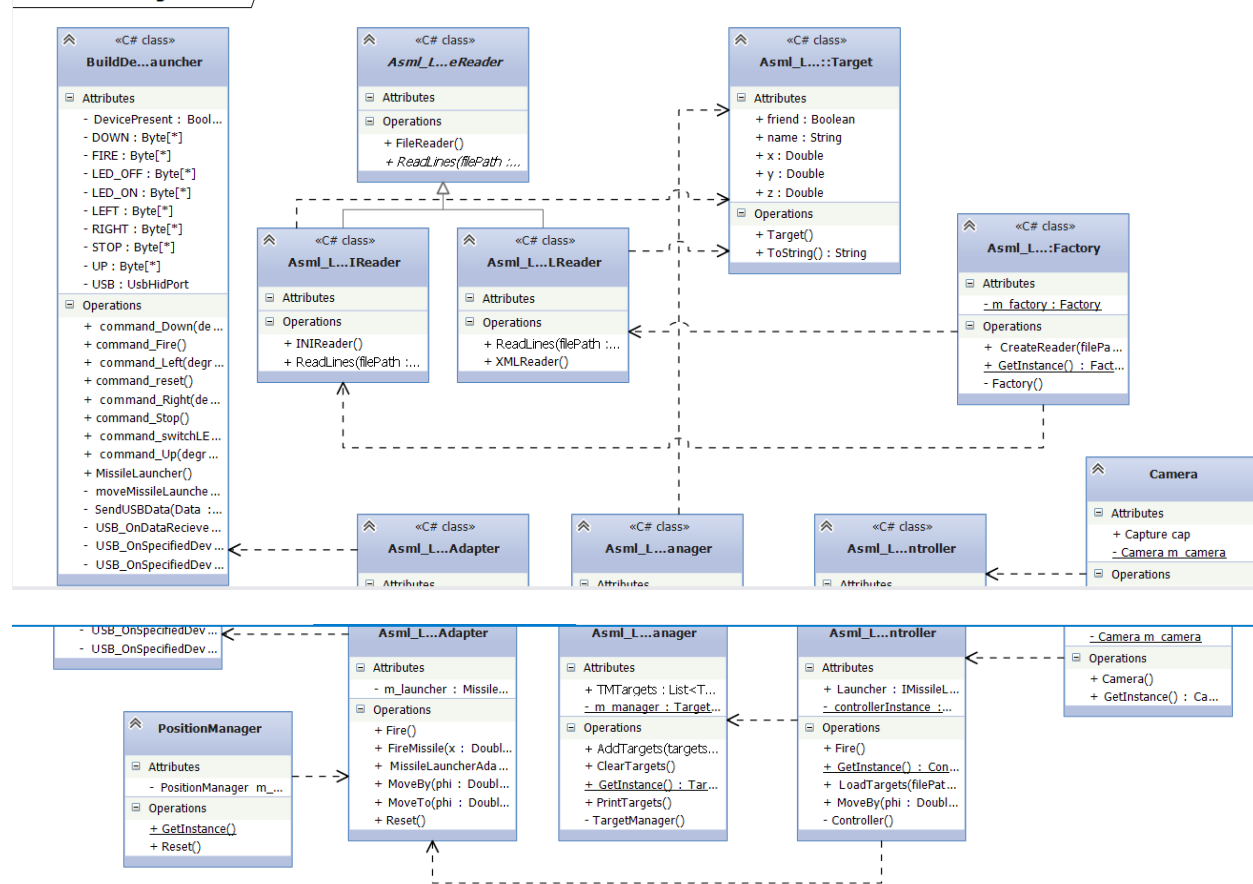 «C# class»
BuildDe...auncher
Attributes
- DevicePresent : Bool...
- DOWN : Byte[*]
- FIRE : Byte[*]
- LED_OFF : Byte[*]
- LED_ON : Byte[*]
- LEFT : Byte[*]
- RIGHT : Byte[*]
- STOP : Byte[*]
- UP : Byte[*]
- USB : UsbHidPort
Operations
+ command_Down(de...
+ command_Fire()
+ command_Left(degr...
+ command_reset()
+ command_Right(de...
+ command_Stop()
+ command_switchLE...
+ command_Up(degr...
+ MissileLauncher()
- moveMissileLaunche...
- SendUSBData(Data :...
- USB_OnDataRecieve...
- USB_OnSpecifiedDev...
- USB_OnSpecifiedDev...
«C# class»
Asml_L...eReader
Attributes
Operations
+ FileReader()
+ ReadLines(filePath :...
«C# class»
Asml_L...::Target
Attributes
+ friend : Boolean
+ name : String
+ x : Double
+ y : Double
+ z : Double
Operations
+ Target()
+ ToString() : String
«C# class»
Asml_L...IReader
Attributes
Operations
+ INIReader()
+ ReadLines(filePath :...
«C# class»
Asml_L...LReader
Attributes
Operations
+ ReadLines(filePath :...
+ XMLReader()
«C# class»
Asml_L...:Factory
Attributes
- m_factory : Factory
Operations
+ CreateReader(filePa...
+ GetInstance() : Fact...
- Factory()
«C# class»
Asml_L...Adapter
Attributes
«C# class»
Asml_L...anager
Attributes
«C# class»
Asml_L...ntroller
Attributes
Camera
Attributes
+ Capture cap
- Camera m_camera
Operations
- USB_OnSpecifiedDev...
- USB_OnSpecifiedDev...
PositionManager
Attributes
- PositionManager m_...
Operations
+ GetInstance()
+ Reset()
Asml_L...Adapter
Attributes
- m_launcher : Missile...
Operations
+ Fire()
+ FireMissile(x : Doubl...
+ MissileLauncherAda...
+ MoveBy(phi : Doubl...
+ MoveTo(phi : Doubl...
+ Reset()
Asml_L...anager
Attributes
+ TMTargets : List<T...
- m_manager : Target...
Operations
+ AddTargets(targets...
+ ClearTargets()
+ GetInstance() : Tar...
+ PrintTargets()
- TargetManager()
Asml_L...ntroller
Attributes
+ Launcher : IMissileL...
- controllerInstance :...
Operations
+ Fire()
+ GetInstance() : Con...
+ LoadTargets(filePat...
+ MoveBy(phi : Doubl...
- Controller()
- Camera m_camera
Operations
+ Camera()
+ GetInstance() : Ca...